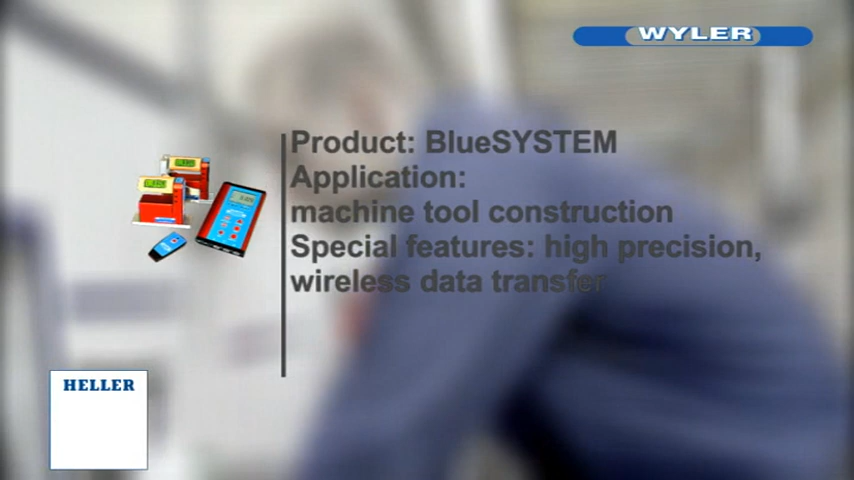 WYLER
Product: BlueSYSTEM
Application:
machine tool construction
Special features: high precision,
wireless data transfer
HELLER